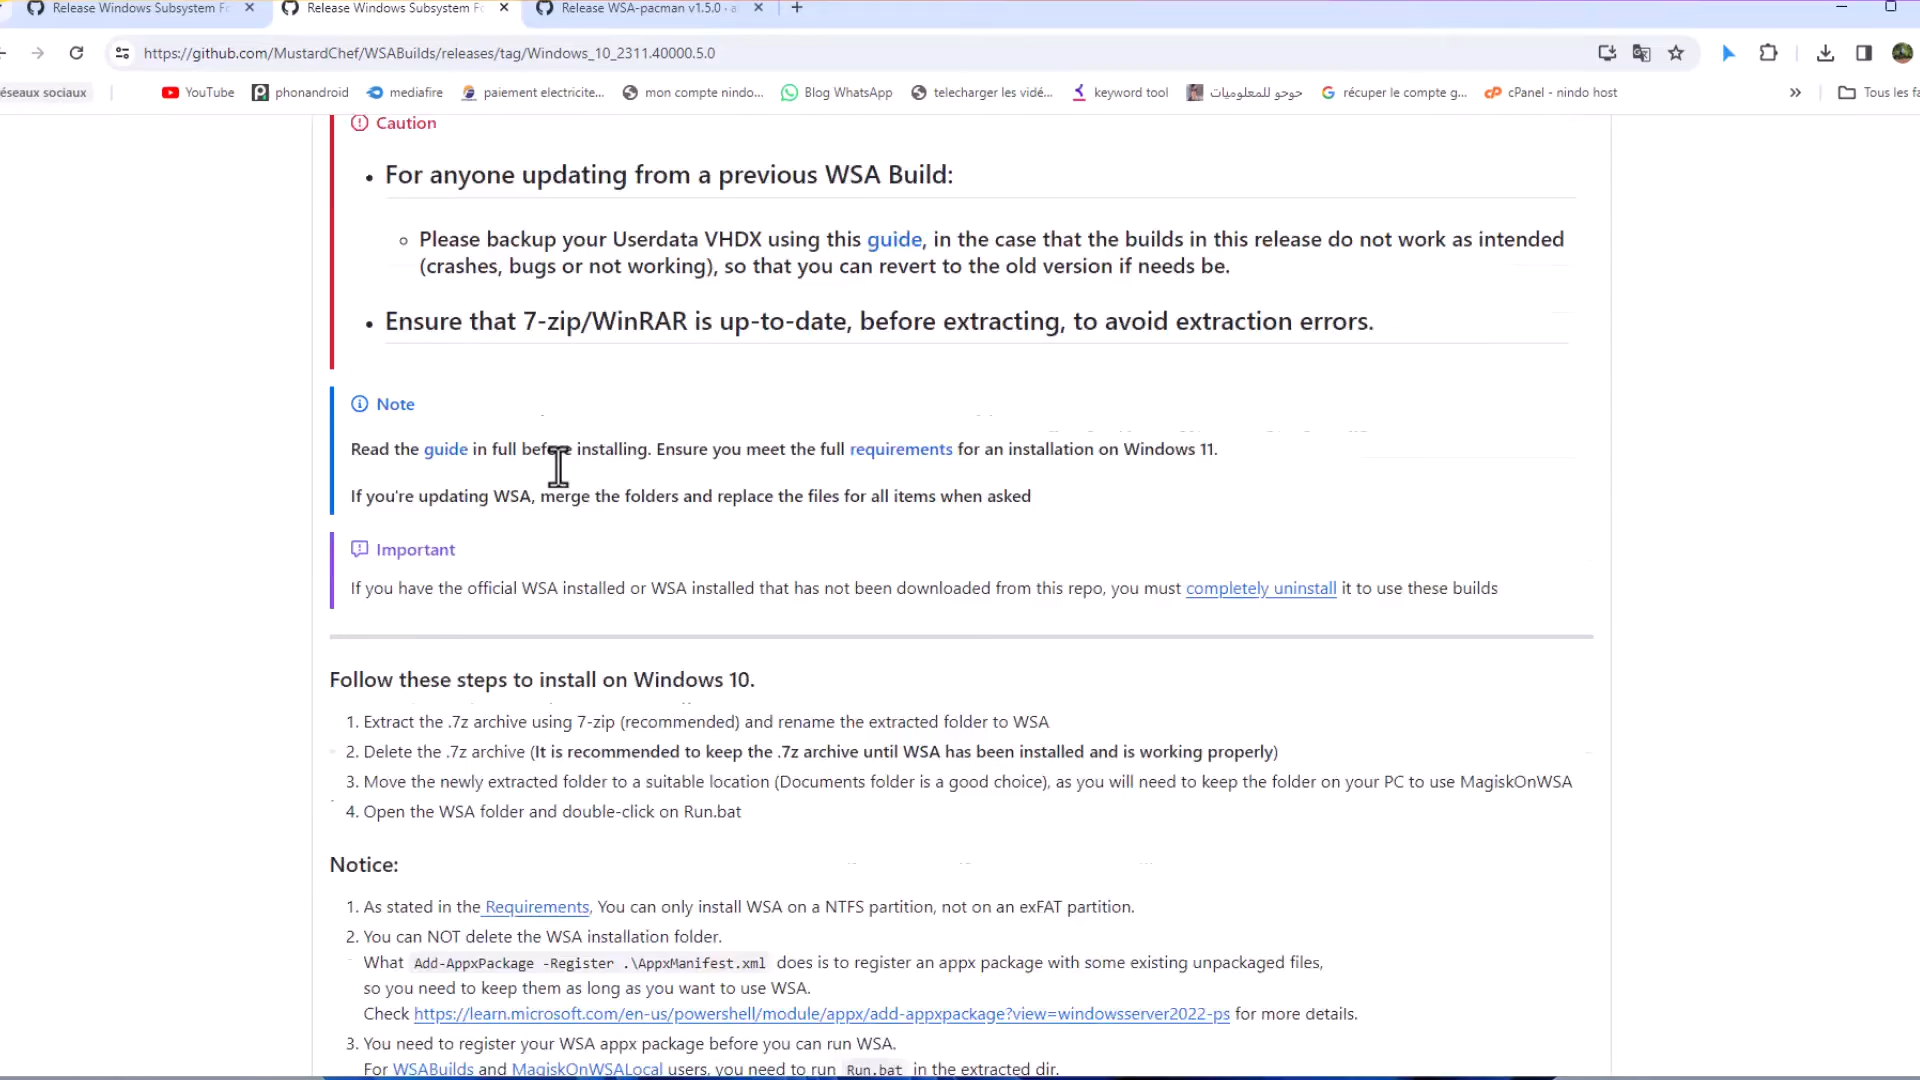 Release Windows Subsystem F
Release Windows Subsystem F
Release WSA-pacman v1.5.0 · a
https://github.com/MustardChef/WSABuilds/releases/tag/Windows_10_2311.40000.5.0
éseaux sociaux
YouTube
phonandroid
mediafire
paiement electricite...
mon compte nindo...
Blog WhatsApp
telecharger les vidé...
keyword tool
حوحو للمعلوميات
récuper le compte g...
cPanel - nindo host
»
Tous les fa
Caution
• For anyone updating from a previous WSA Build:
Please backup your Userdata VHDX using this guide, in the case that the builds in this release do not work as intended
(crashes, bugs or not working), so that you can revert to the old version if needs be.
• Ensure that 7-zip/WinRAR is up-to-date, before extracting, to avoid extraction errors.
Note
Read the guide in full before installing. Ensure you meet the full requirements for an installation on Windows 11.
If you're updating WSA, merge the folders and replace the files for all items when asked
Important
If you have the official WSA installed or WSA installed that has not been downloaded from this repo, you must completely uninstall it to use these builds
Follow these steps to install on Windows 10.
1. Extract the .7z archive using 7-zip (recommended) and rename the extracted folder to WSA
2. Delete the .7z archive (It is recommended to keep the .7z archive until WSA has been installed and is working properly)
3. Move the newly extracted folder to a suitable location (Documents folder is a good choice), as you will need to keep the folder on your PC to use MagiskOnWSA
4. Open the WSA folder and double-click on Run.bat
Notice:
1. As stated in the Requirements, You can only install WSA on a NTFS partition, not on an exFAT partition.
2. You can NOT delete the WSA installation folder.
What Add-AppxPackage -Register .\AppxManifest.xml does is to register an appx package with some existing unpackaged files,
so you need to keep them as long as you want to use WSA.
Check https://learn.microsoft.com/en-us/powershell/module/appx/add-appxpackage?view=windowsserver2022-ps for more details.
3. You need to register your WSA appx package before you can run WSA.
For WSABuilds and MagiskOnWSALocal users, you need to run Run.bat in the extracted dir.